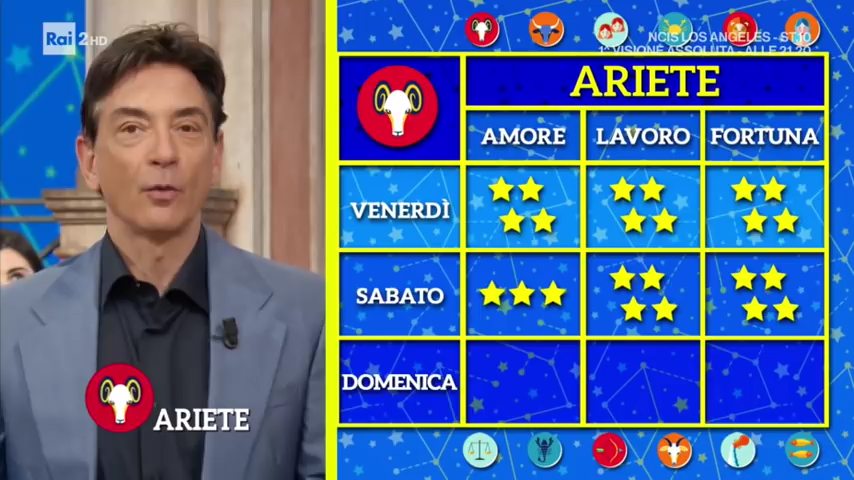 Rai 2 HD
NCIS LOS ANGELES - ST.10
1ª VISIONE ASSOLUTA - ALLE 21.20
ARIETE
AMORE LAVORO FORTUNA
VENERDÌ
SABATO
DOMENICA
ARIETE